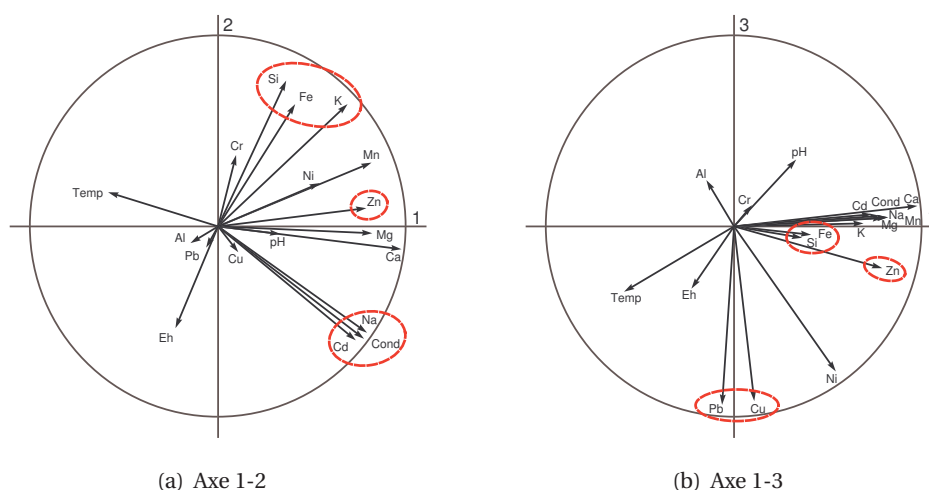 2
Si
Fe
K
Cr
Mn
Ni
Temp
Zn
1
Al
pH
Mg
Pb
Cu
Ca
Eh
Na
Cd
Cond
(a) Axe 1-2
3
pH
Al
Cr
Cd Cond Ca
Na
Mg Mn
K
Fe
Si
Zn
Temp
Eh
Ni
Pb
Cu
(b) Axe 1-3